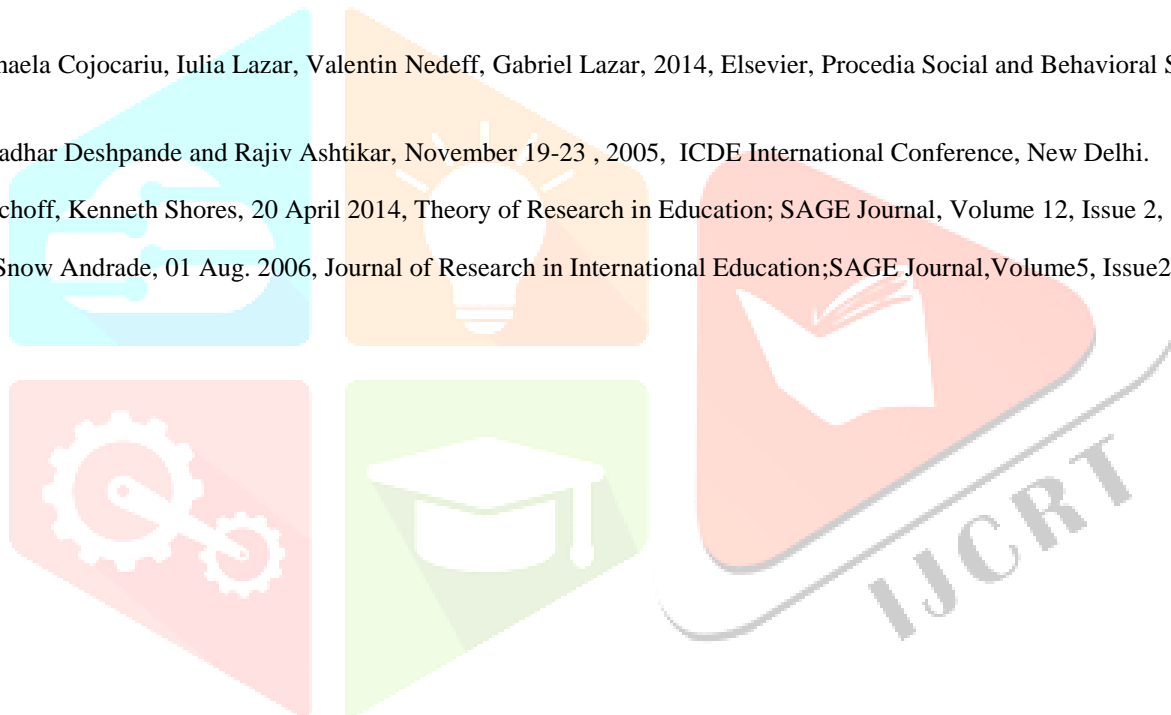 naela Cojocariu, Iulia Lazar, Valentin Nedeff, Gabriel Lazar, 2014, Elsevier, Procedia Social and Behavioral S
adhar Deshpande and Rajiv Ashtikar, November 19-23 , 2005, ICDE International Conference, New Delhi.
choff, Kenneth Shores, 20 April 2014, Theory of Research in Education; SAGE Journal, Volume 12, Issue 2,
Snow Andrade, 01 Aug. 2006, Journal of Research in International Education;SAGE Journal,Volume5, Issue2
IJCRT